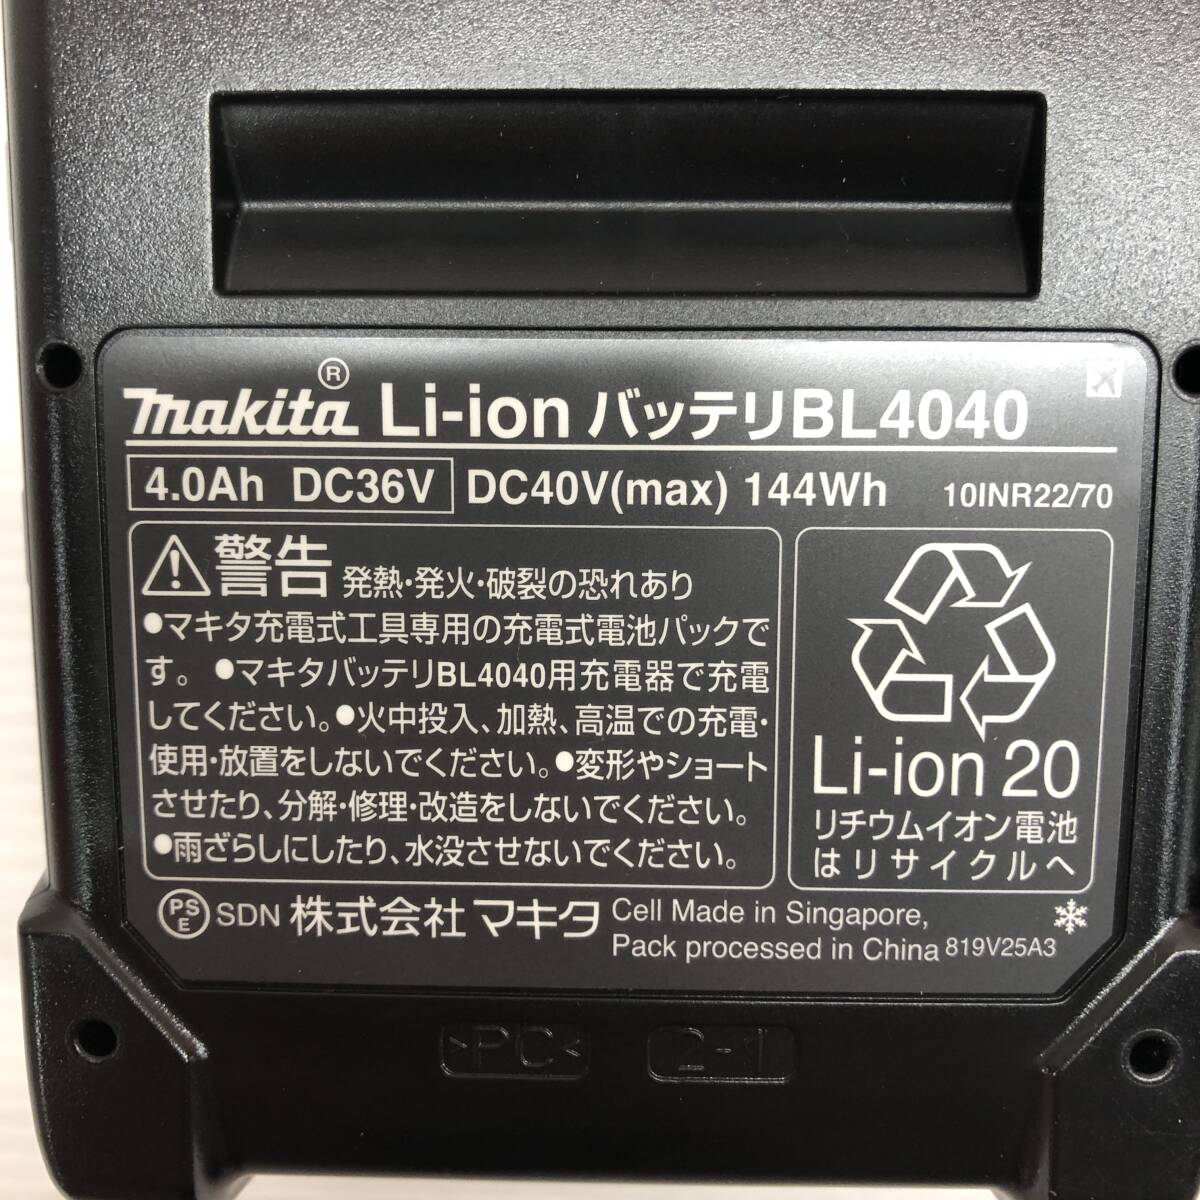 makita® Li-ion バッテリBL4040
4.0Ah DC36V DC40V(max) 144Wh 10INR22/70
警告 発熱・発火・破裂の恐れあり
●マキタ充電式工具専用の充電式電池パックで
す。●マキタバッテリBL4040用充電器で充電
してください。●火中投入、加熱、高温での充電・
使用・放置をしないでください。●変形やショート
させたり、分解・修理・改造をしないでください。
●雨ざらしにしたり、水没させないでください。
Li-ion 20
リチウムイオン電池
はリサイクルへ
PS
E SDN 株式会社 マキタ
Cell Made in Singapore,
Pack processed in China 819V25A3
>PC< 2-1